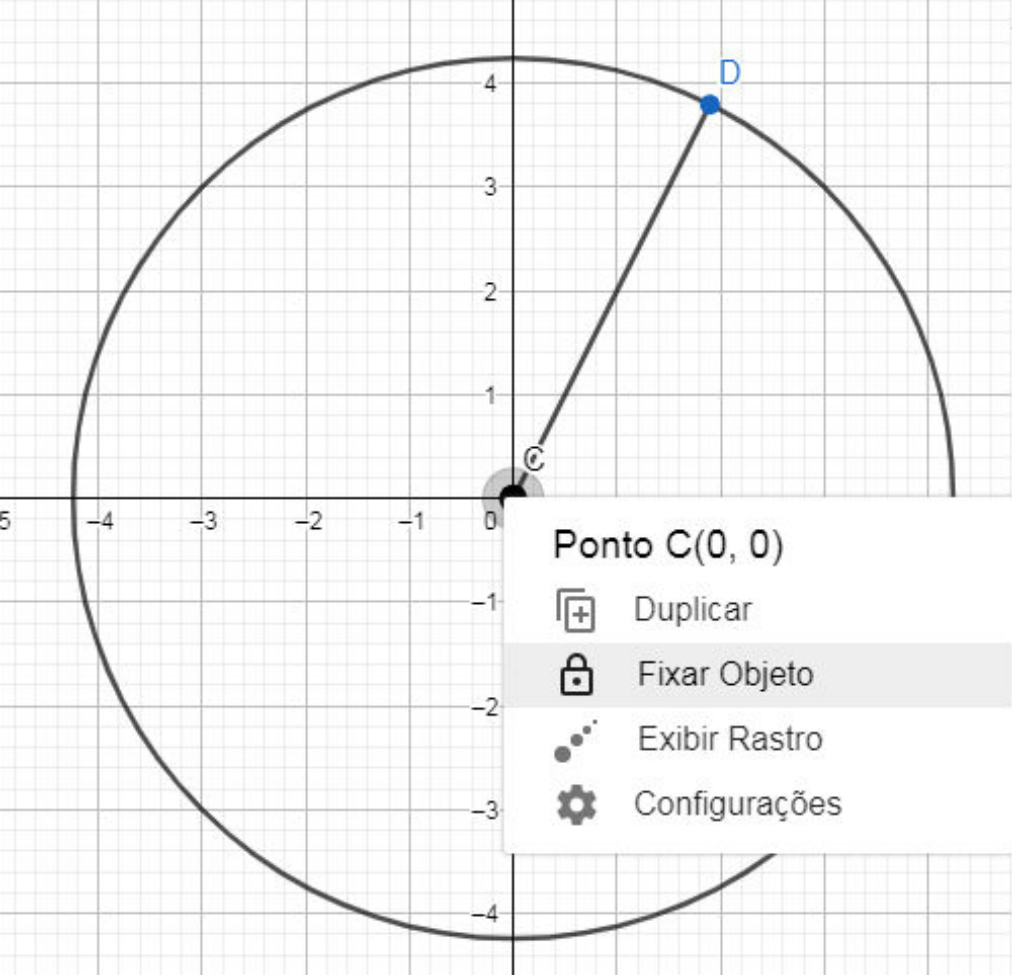 D
4
3
2
1
C
5 –4 –3 –2 –1 0
Ponto C(0, 0)
–1
Duplicar
Fixar Objeto
–2
Exibir Rastro
Configurações
–3
–4